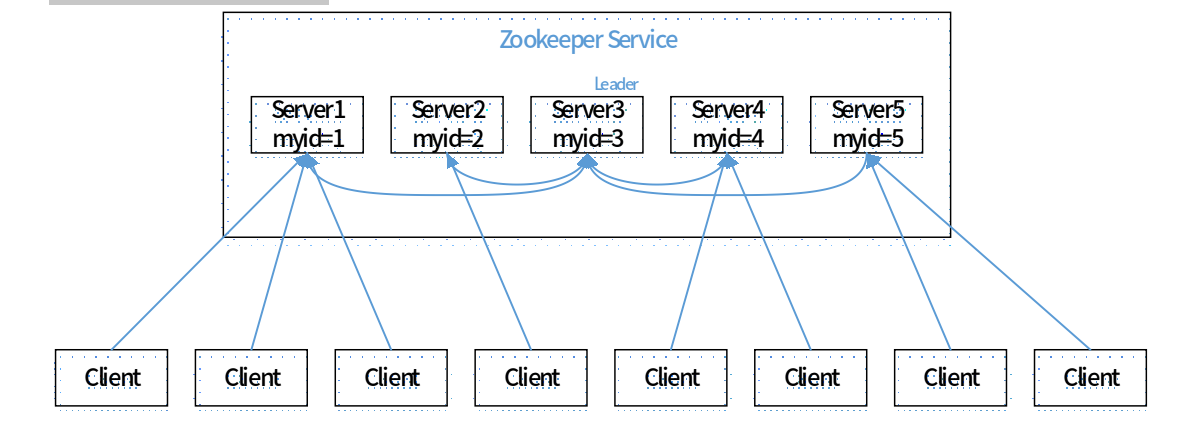 Zookeeper Service
Leader
Server1
myid=1
Server2
myid=2
Server3
myid=3
Server4
myid=4
Server5
myid=5
Client
Client
Client
Client
Client
Client
Client
Client